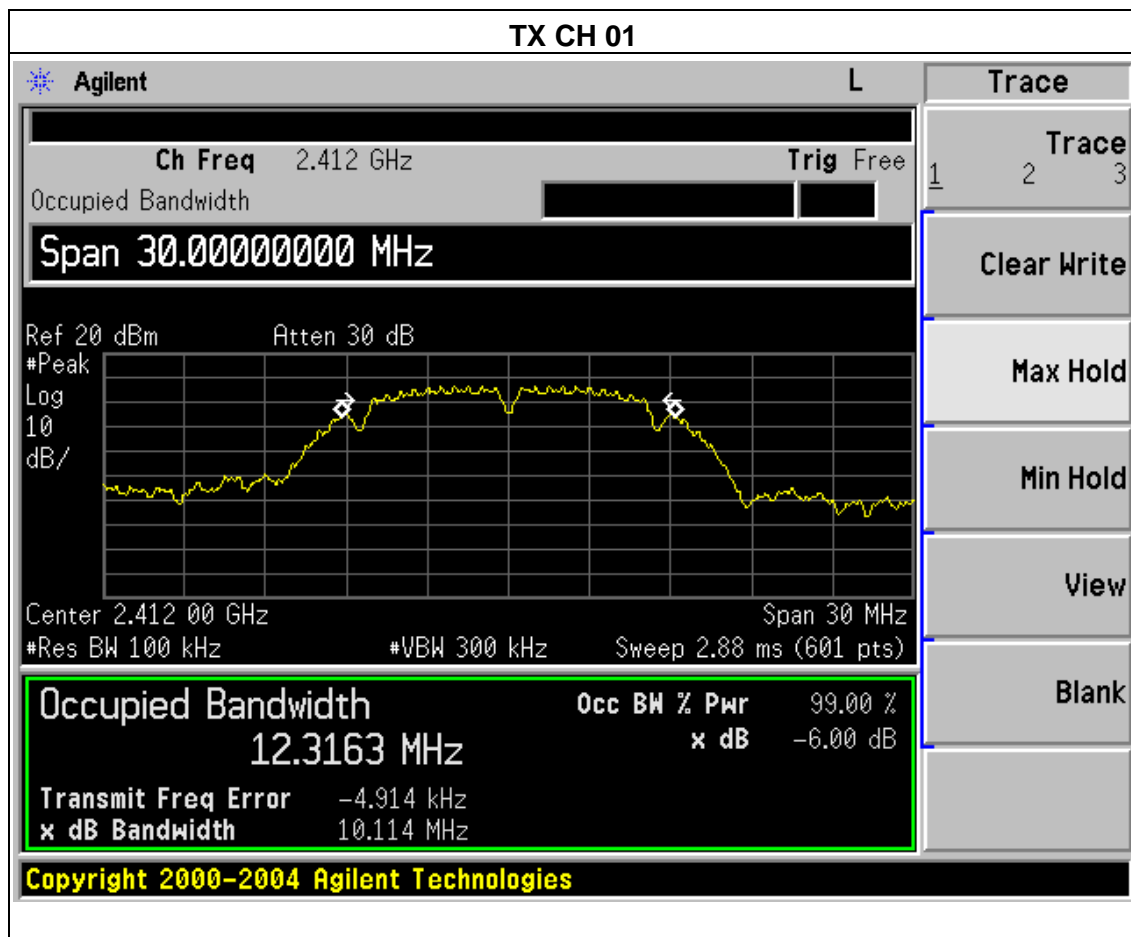 TX CH 01
Agilent L Trace
Ch Freq 2.412 GHz Trig Free
Trace
1 2 3
Occupied Bandwidth
Span 30.00000000 MHz
Clear Write
Ref 20 dBm Atten 30 dB
#Peak
Log
10
dB/
Max Hold
Min Hold
View
Center 2.412 00 GHz Span 30 MHz
#Res BW 100 kHz #VBW 300 kHz Sweep 2.88 ms (601 pts)
Blank
Occupied Bandwidth Occ BW % Pwr 99.00 %
12.3163 MHz x dB -6.00 dB
Transmit Freq Error -4.914 kHz
x dB Bandwidth 10.114 MHz
Copyright 2000-2004 Agilent Technologies